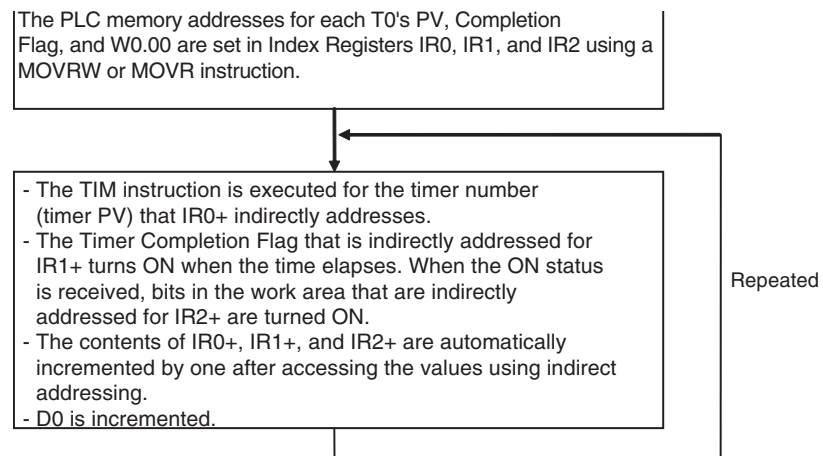 The PLC memory addresses for each T0's PV, Completion
Flag, and W0.00 are set in Index Registers IR0, IR1, and IR2 using a
MOVRW or MOVR instruction.
- The TIM instruction is executed for the timer number
(timer PV) that IR0+ indirectly addresses.
- The Timer Completion Flag that is indirectly addressed for
IR1+ turns ON when the time elapses. When the ON status
is received, bits in the work area that are indirectly
addressed for IR2+ are turned ON.
- The contents of IR0+, IR1+, and IR2+ are automatically
incremented by one after accessing the values using indirect
addressing.
- D0 is incremented.
Repeated